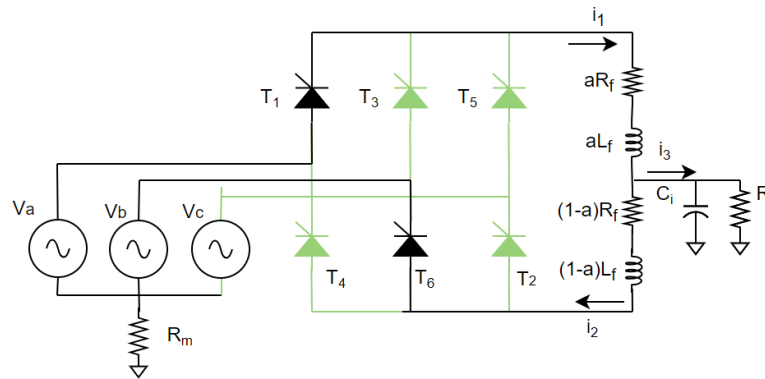 i1
T1
T3
T5
aRf
aLf
i3
Va
Vb
Vc
(1-a)Rf
Ci
R
T4
T6
T2
(1-a)Lf
Rm
i2